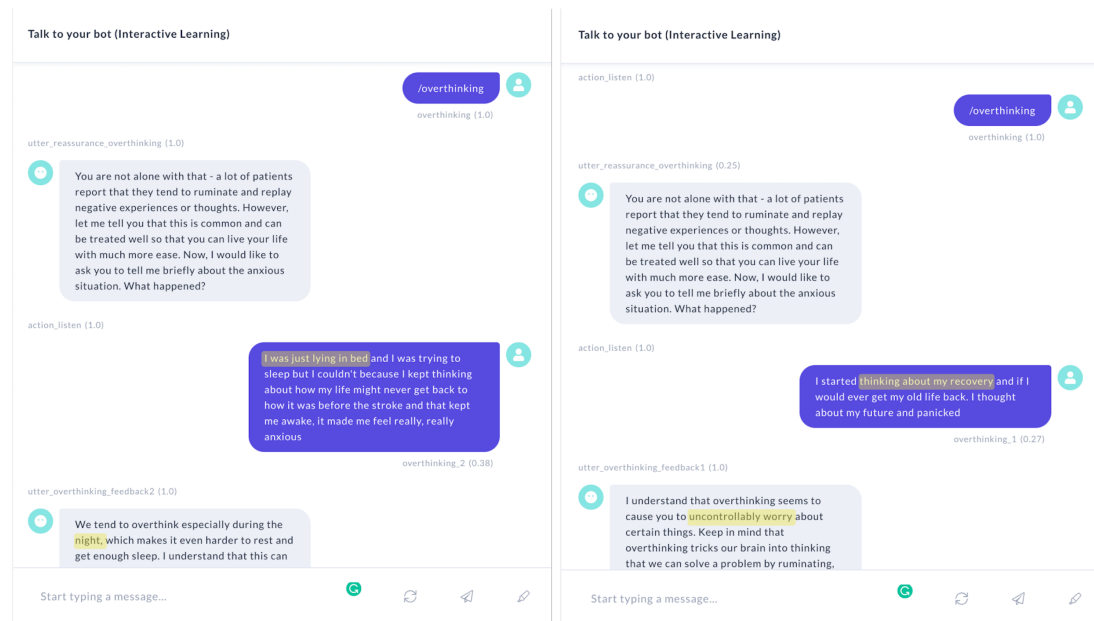 Talk to your bot (Interactive Learning)
/overthinking
overthinking (1.0)
utter_reassurance_overthinking (1.0)
You are not alone with that - a lot of patients
report that they tend to ruminate and replay
negative experiences or thoughts. However,
let me tell you that this is common and can
be treated well so that you can live your life
with much more ease. Now, I would like to
ask you to tell me briefly about the anxious
situation. What happened?
action_listen (1.0)
I was just lying in bed and I was trying to
sleep but I couldn't because I kept thinking
about how my life might never get back to
how it was before the stroke and that kept
me awake, it made me feel really, really
anxious
overthinking_2 (0.38)
utter_overthinking_feedback2 (1.0)
We tend to overthink especially during the
night, which makes it even harder to rest and
get enough sleep. I understand that this can
Start typing a message...
Talk to your bot (Interactive Learning)
action_listen (1.0)
/overthinking
overthinking (1.0)
utter_reassurance_overthinking (0.25)
You are not alone with that - a lot of patients
report that they tend to ruminate and replay
negative experiences or thoughts. However,
let me tell you that this is common and can
be treated well so that you can live your life
with much more ease. Now, I would like to
ask you to tell me briefly about the anxious
situation. What happened?
action_listen (1.0)
I started thinking about my recovery and if I
would ever get my old life back. I thought
about my future and panicked
overthinking_1 (0.27)
utter_overthinking_feedback1 (1.0)
I understand that overthinking seems to
cause you to uncontrollably worry about
certain things. Keep in mind that
overthinking tricks our brain into thinking
that we can solve a problem by ruminating,
Start typing a message...